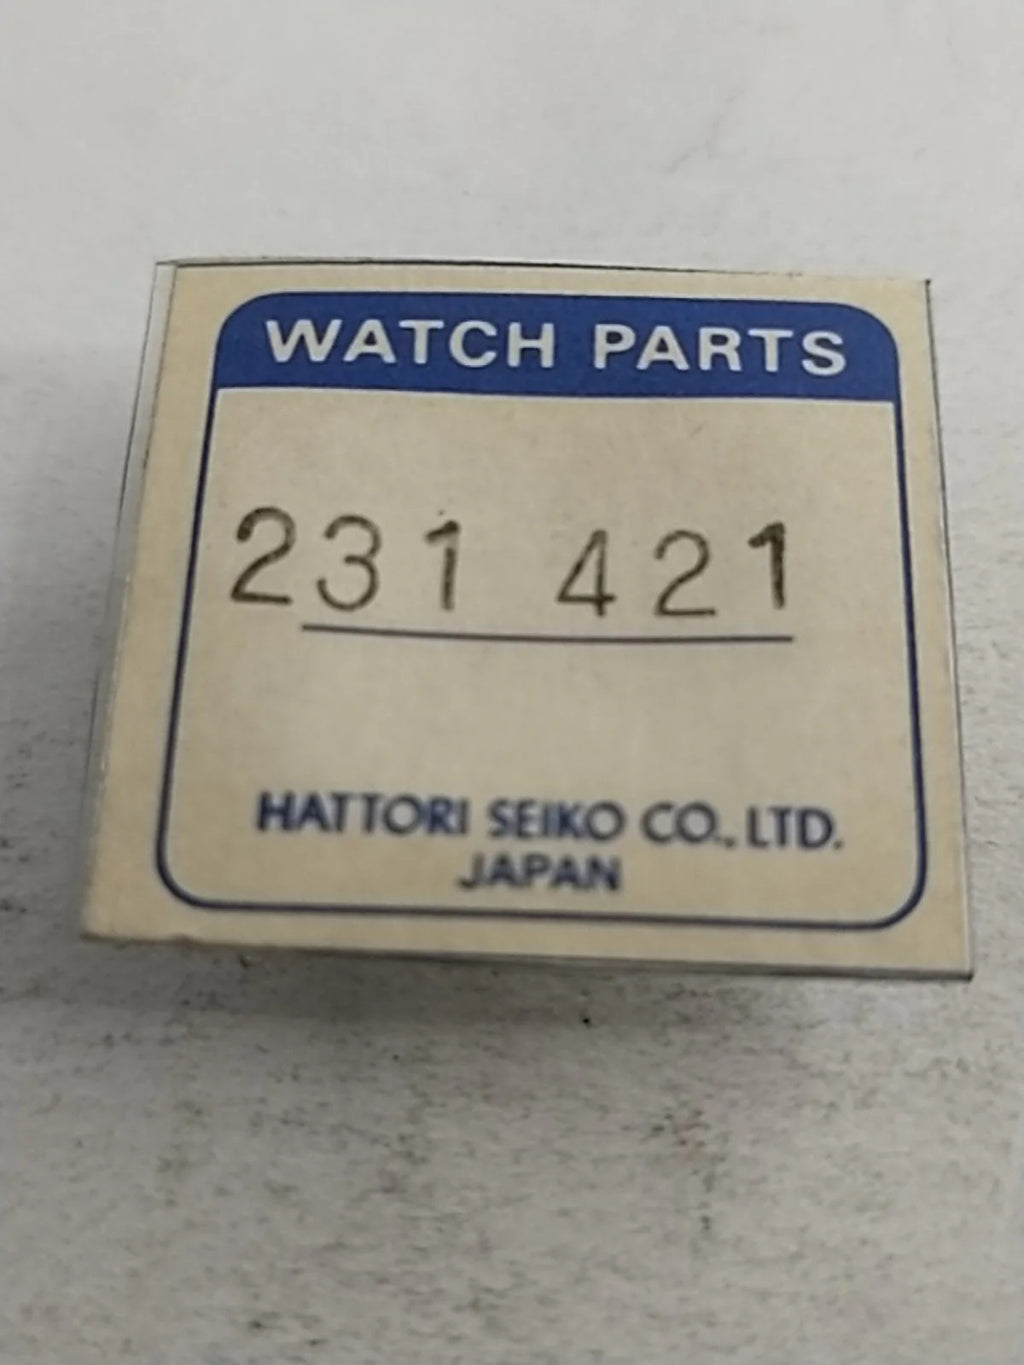 WATCH PARTS
231 421
HATTORI SEIKO CO., LTD.
JAPAN